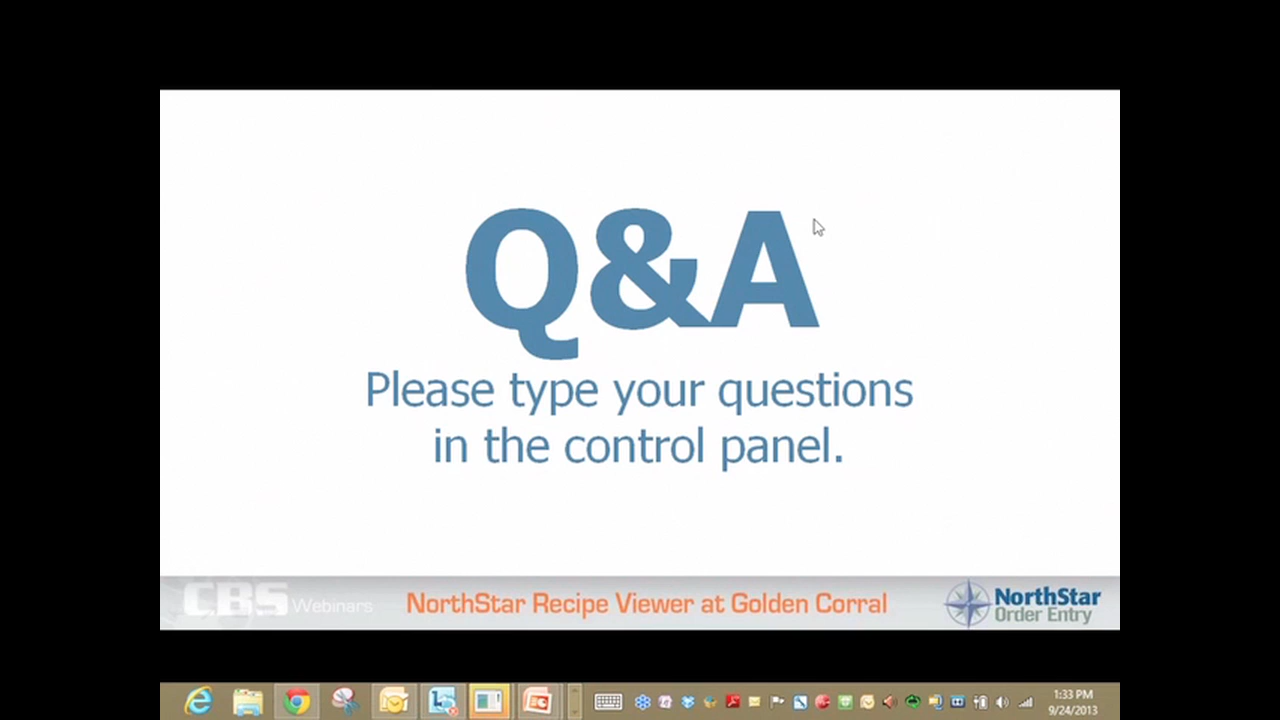 Q&A
Please type your questions
in the control panel.
CBS Webinars
NorthStar Recipe Viewer at Golden Corral
NorthStar
Order Entry
1:33 PM
9/24/2013